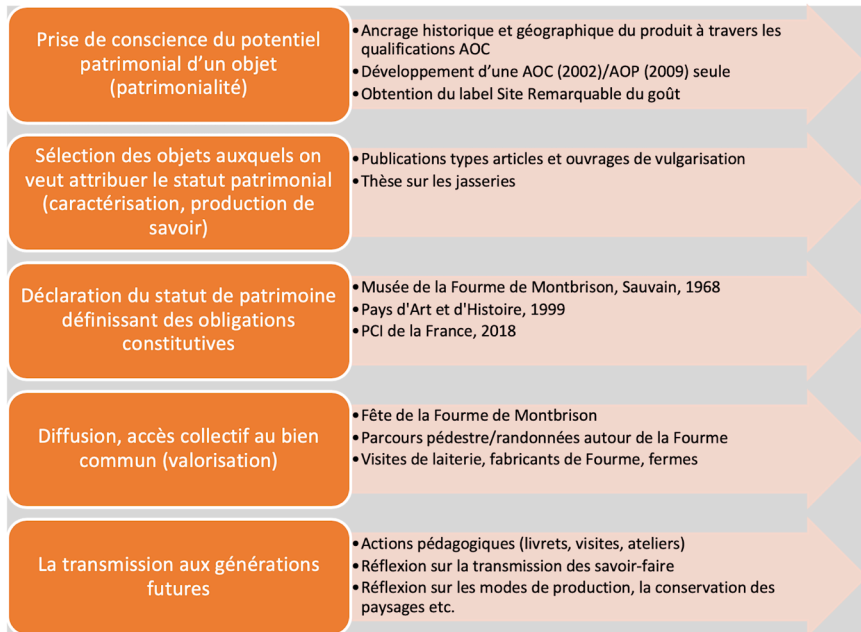 Prise de conscience du potentiel
patrimonial d’un objet
(patrimonialité)
•Ancrage historique et géographique du produit à travers les
qualifications AOC
•Développement d’une AOC (2002)/AOP (2009) seule
•Obtention du label Site Remarquable du goût
Sélection des objets auxquels on
veut attribuer le statut patrimonial
(caractérisation, production de
savoir)
•Publications types articles et ouvrages de vulgarisation
•Thèse sur les jasseries
Déclaration du statut de patrimoine
définissant des obligations
constitutives
•Musée de la Fourme de Montbrison, Sauvain, 1968
•Pays d'Art et d'Histoire, 1999
•PCI de la France, 2018
Diffusion, accès collectif au bien
commun (valorisation)
•Fête de la Fourme de Montbrison
•Parcours pédestre/randonnées autour de la Fourme
•Visites de laiterie, fabricants de Fourme, fermes
La transmission aux générations
futures
•Actions pédagogiques (livrets, visites, ateliers)
•Réflexion sur la transmission des savoir-faire
•Réflexion sur les modes de production, la conservation des
paysages etc.